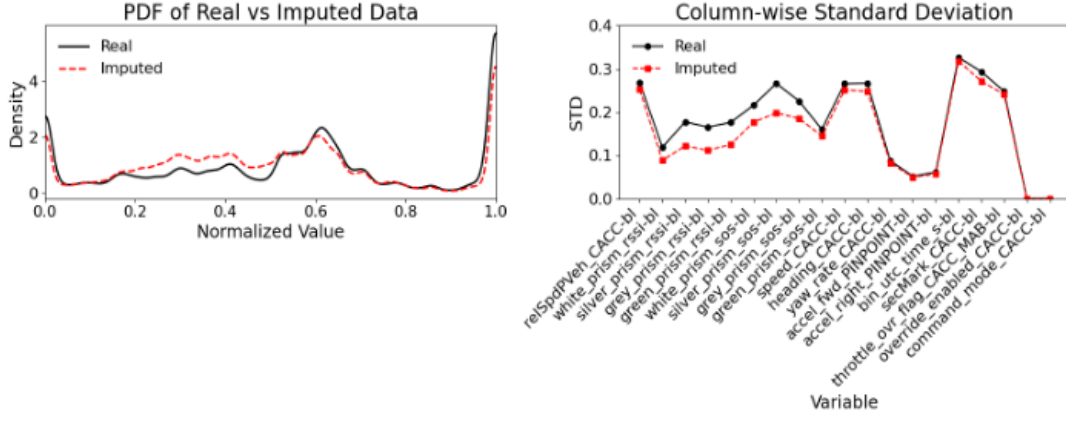 PDF of Real vs Imputed Data
Real
Imputed
Density
4
2
0
0.0 0.2 0.4 0.6 0.8 1.0
Normalized Value
Column-wise Standard Deviation
Real
Imputed
STD
0.4
0.3
0.2
0.1
0.0
relSpdPVeh_CACC-bl
white_prism_rssi-bl
silver_prism_rssi-bl
grey_prism_rssi-bl
green_prism_rssi-bl
white_prism_sos-bl
silver_prism_sos-bl
grey_prism_sos-bl
green_prism_sos-bl
speed_CACC-bl
heading_CACC-bl
yaw_rate_CACC-bl
accel_fwd_PINPOINT-bl
accel_right_PINPOINT-bl
bin_utc_time_s-bl
secMark_CACC-bl
throttle_ovr_flag_CACC_MAB-bl
override_enabled_CACC-bl
command_mode_CACC-bl
Variable